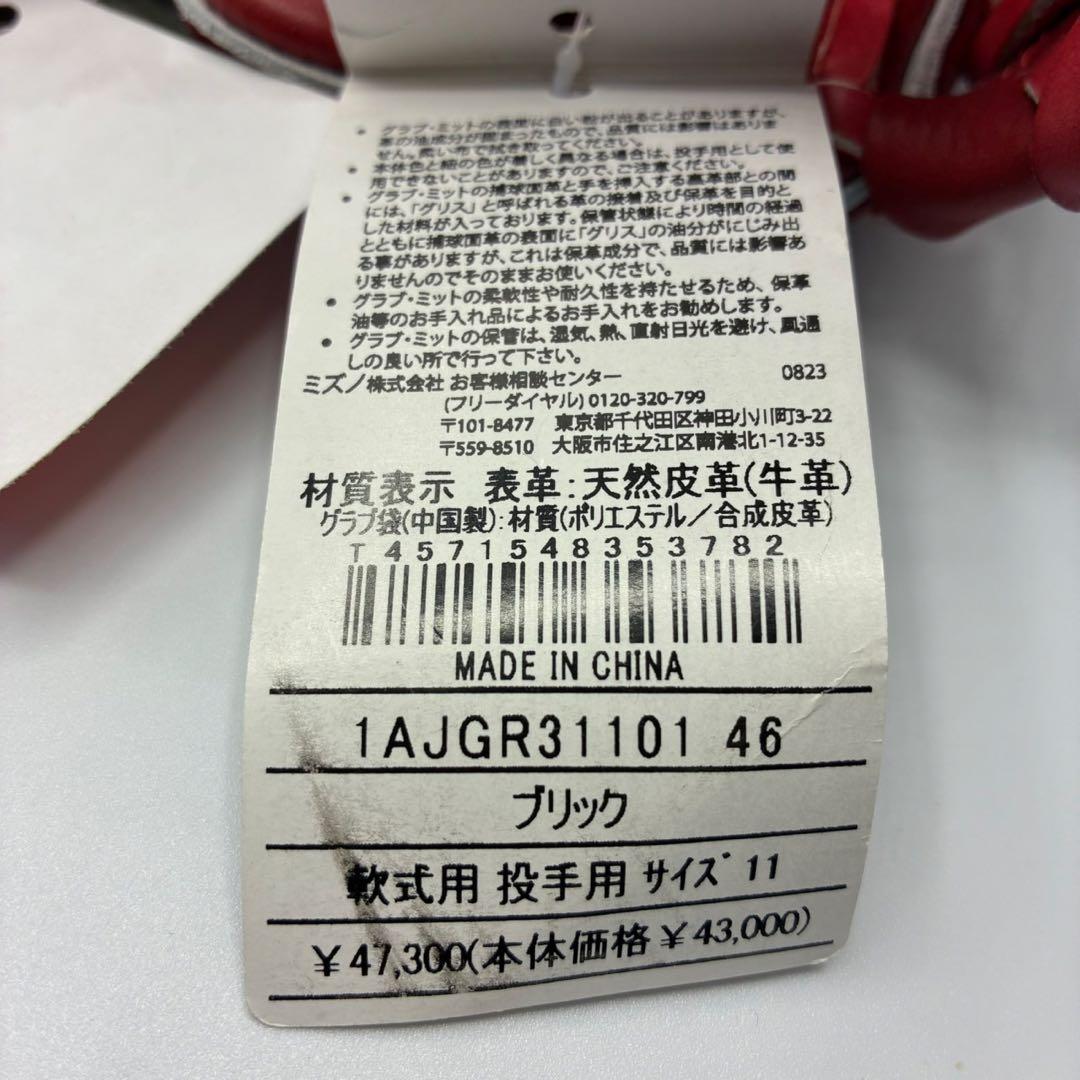 • グラブ・ミットの表面に白い粉が出ることがありますが、
革の油成分が固まったもので、品質には影響はありま
せん。柔い布で拭き取ってください。
• 本体色と紐の色が著しく異なる場合は、投手用として使
用できないことがありますので、ご注意ください。
• グラブ・ミットの捕球面革と手を挿入する裏革部との間
には、「グリス」と呼ばれる革の接着及び保革を目的と
した材料が入っております。保管状態により時間の経過
とともに捕球面革の表面に「グリス」の油分がにじみ出
る事がありますが、これは保革成分で、品質には影響あ
りませんのでそのままお使いください。
• グラブ・ミットの柔軟性や耐久性を持たせるため、保革
油等のお手入れ品によるお手入れをお勧めします。
• グラブ・ミットの保管は、湿気、熱、直射日光を避け、風通
しの良い所で行って下さい。
ミズノ株式会社 お客様相談センター 0823
(フリーダイヤル) 0120-320-799
〒101-8477 東京都千代田区神田小川町3-22
〒559-8510 大阪市住之江区南港北1-12-35
材質表示 表革:天然皮革(牛革)
グラブ袋(中国製):材質(ポリエステル/合成皮革)
T 4571548353782
MADE IN CHINA
1AJGR31101 46
ブリック
軟式用 投手用 サイズ 11
￥47,300(本体価格￥43,000)